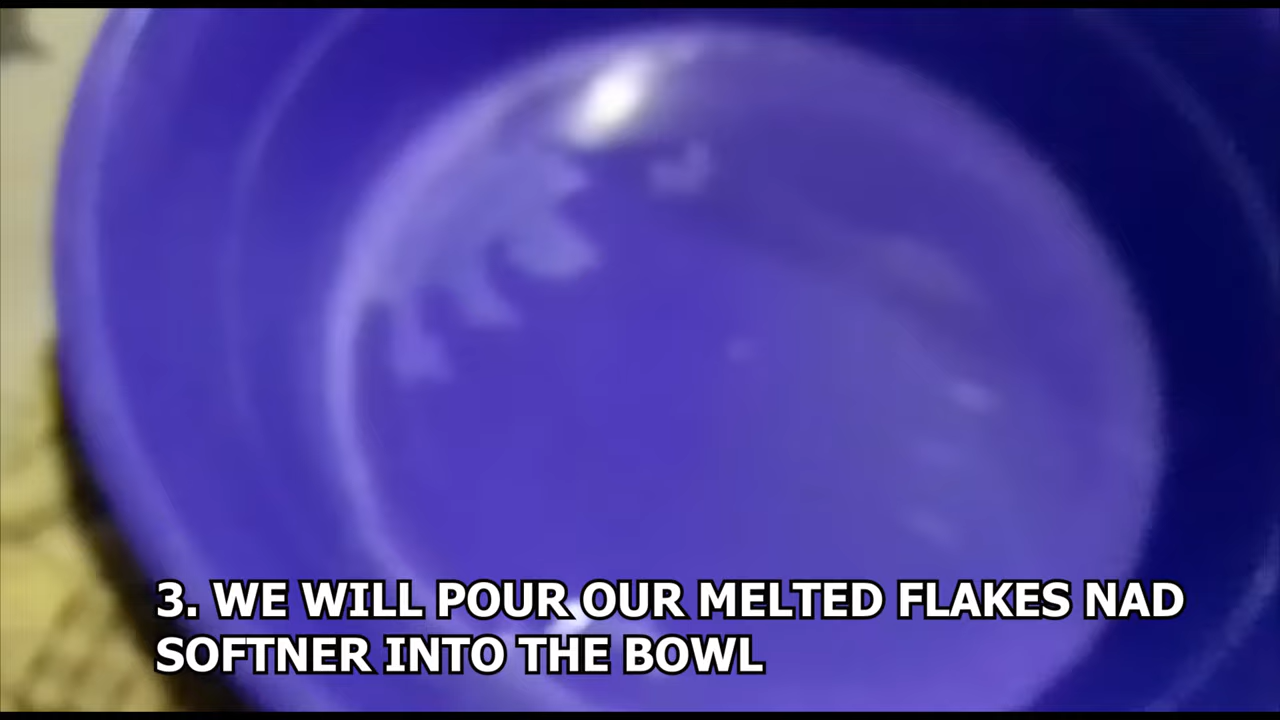 3. WE WILL POUR OUR MELTED FLAKES NAD
SOFTNER INTO THE BOWL